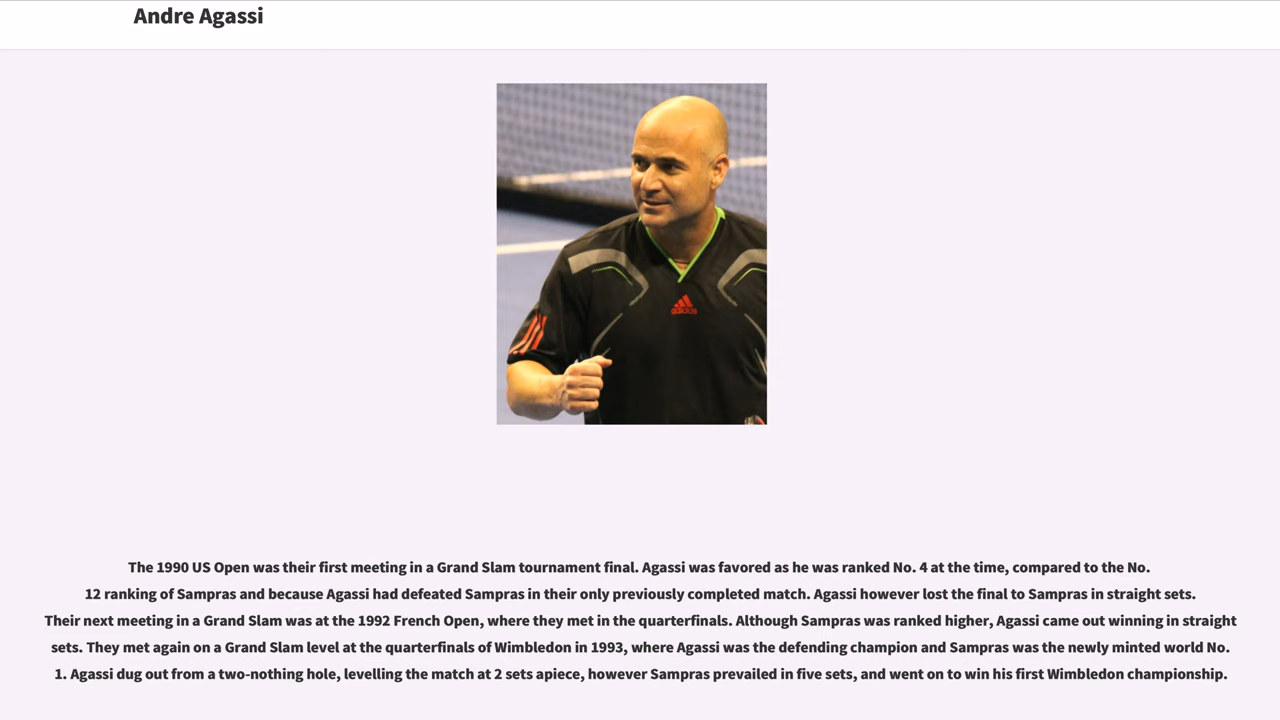 Andre Agassi
adidas
The 1990 US Open was their first meeting in a Grand Slam tournament final. Agassi was favored as he was ranked No. 4 at the time, compared to the No.
12 ranking of Sampras and because Agassi had defeated Sampras in their only previously completed match. Agassi however lost the final to Sampras in straight sets.
Their next meeting in a Grand Slam was at the 1992 French Open, where they met in the quarterfinals. Although Sampras was ranked higher, Agassi came out winning in straight
sets. They met again on a Grand Slam level at the quarterfinals of Wimbledon in 1993, where Agassi was the defending champion and Sampras was the newly minted world No.
1. Agassi dug out from a two-nothing hole, levelling the match at 2 sets apiece, however Sampras prevailed in five sets, and went on to win his first Wimbledon championship.